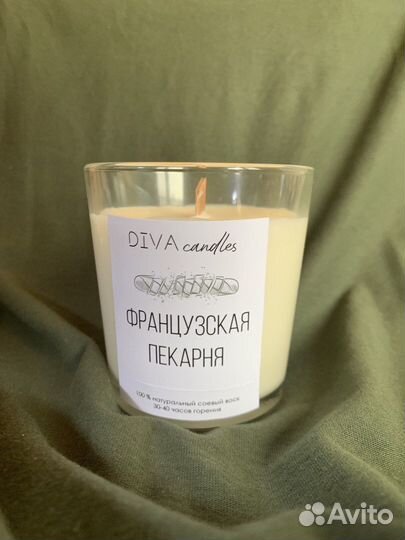 DIVA candles
ФРАНЦУЗСКАЯ
ПЕКАРНЯ
100 % натуральный соевый воск
30-40 часов горения
Avito